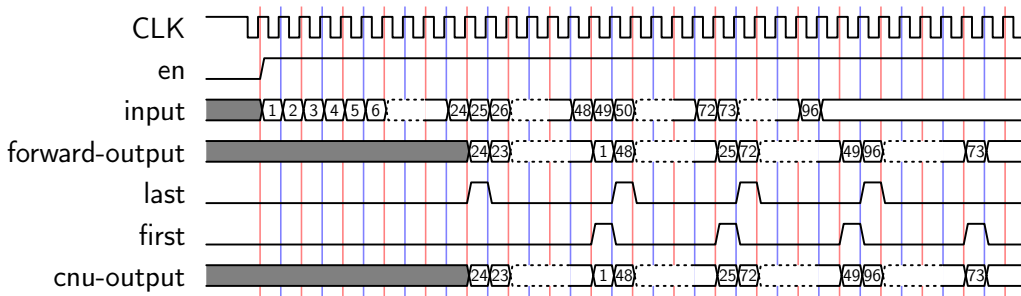 CLK
en
input 1 2 3 4 5 6 24 25 26 48 49 50 72 73 96
forward-output 24 23 1 48 25 72 49 96 73
last
first
cnu-output 24 23 1 48 25 72 49 96 73